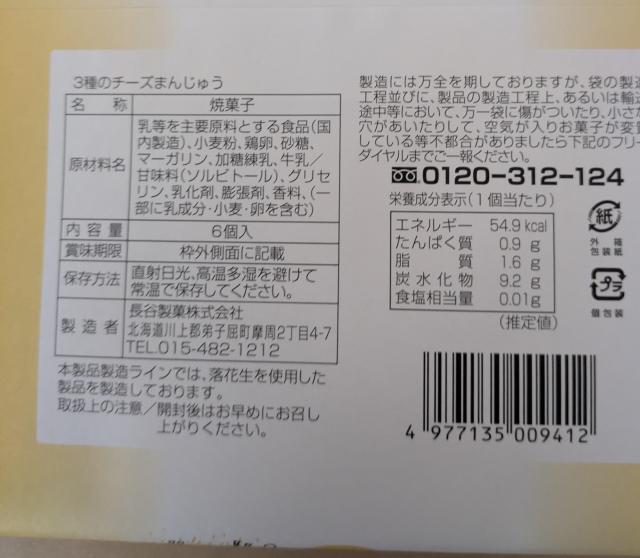 3種のチーズまんじゅう
名 称 焼菓子
原材料名 乳等を主要原料とする食品(国
内製造)、小麦粉、鶏卵、砂糖、
マーガリン、加糖練乳、牛乳/
甘味料(ソルビトール)、グリセ
リン、乳化剤、膨張剤、香料、(一
部に乳成分・小麦・卵を含む)
内容量 6個入
賞味期限 枠外側面に記載
保存方法 直射日光、高温多湿を避けて
常温で保存してください。
製造者 長谷製菓株式会社
北海道川上郡弟子屈町摩周2丁目4-7
TEL.015-482-1212
本製品製造ラインでは、落花生を使用した
製品を製造しております。
取扱上の注意/開封後はお早めにお召し
上がりください。
製造には万全を期しておりますが、袋の製造
工程並びに、製品の製造工程上、あるいは輸送
途中等において、万一袋に傷がついたり、小さな
穴があいたりして、空気が入りお菓子が変質
している等不都合がありましたら下記のフリー
ダイヤルまでご一報ください。
0120-312-124
栄養成分表示(1個当たり)
エネルギー 54.9 kcal
たんぱく質 0.9 g
脂 質 1.6 g
炭水化物 9.2 g
食塩相当量 0.01g
(推定値)
紙
外箱
包装紙
プラ
個包装
4 977135 009412